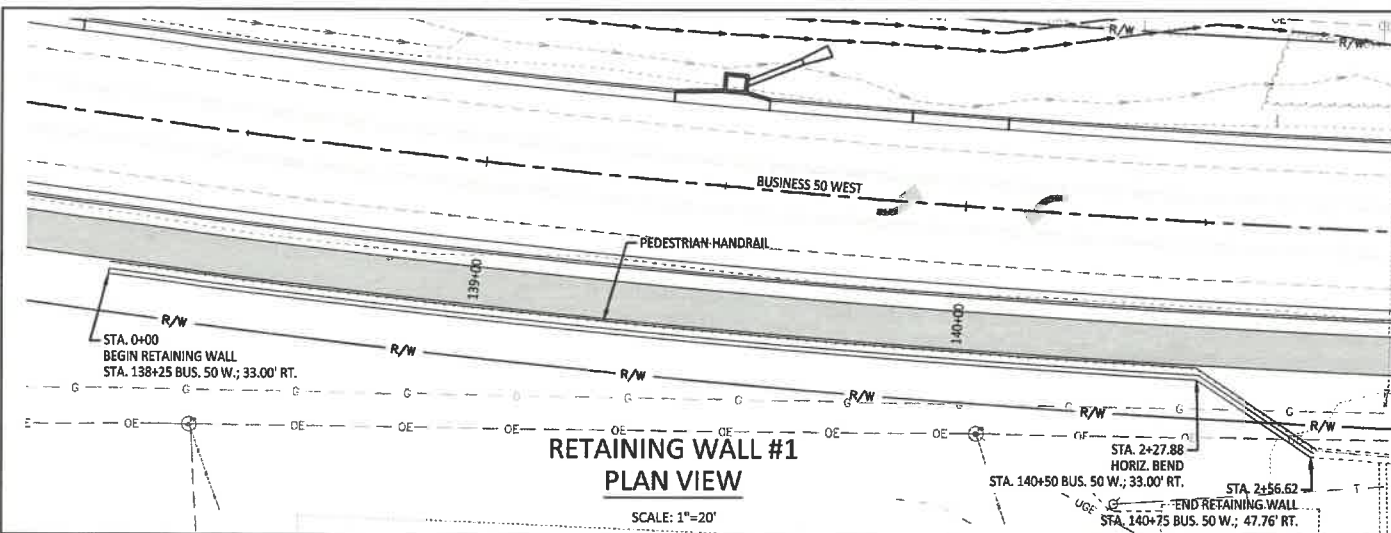 OE
R/W
R/W
BUSINESS 50 WEST
PEDESTRIAN HANDRAIL
139+00
140+00
R/W
R/W
R/W
R/W
R/W
R/W
STA. 0+00
BEGIN RETAINING WALL
STA. 138+25 BUS. 50 W.; 33.00' RT.
G G G G G G G G G G G
E OE OE OE OE OE OE OE OE OE OE
RETAINING WALL #1
PLAN VIEW
SCALE: 1"=20'
STA. 2+27.88
HORIZ. BEND
STA. 140+50 BUS. 50 W.; 33.00' RT.
STA. 2+56.62
END RETAINING WALL
STA. 140+75 BUS. 50 W.; 47.76' RT.
UGE
T